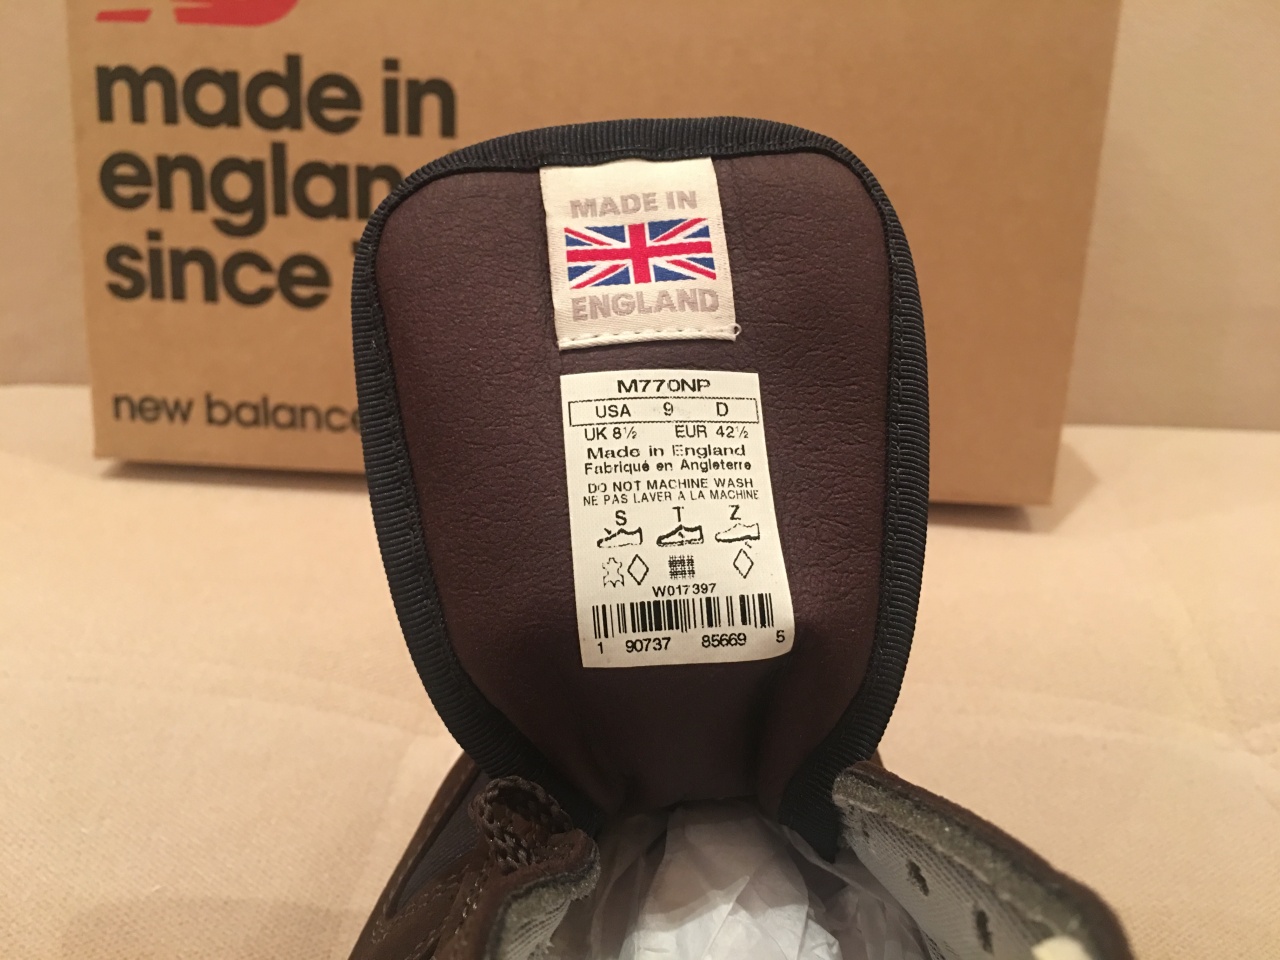 made in
englan
since
new balance
MADE IN
ENGLAND
M770NP
USA 9 D
UK 8½ EUR 42½
Made in England
Fabriqué en Angleterre
DO NOT MACHINE WASH
NE PAS LAVER A LA MACHINE
S T Z
W017397
1 90737 85669 5